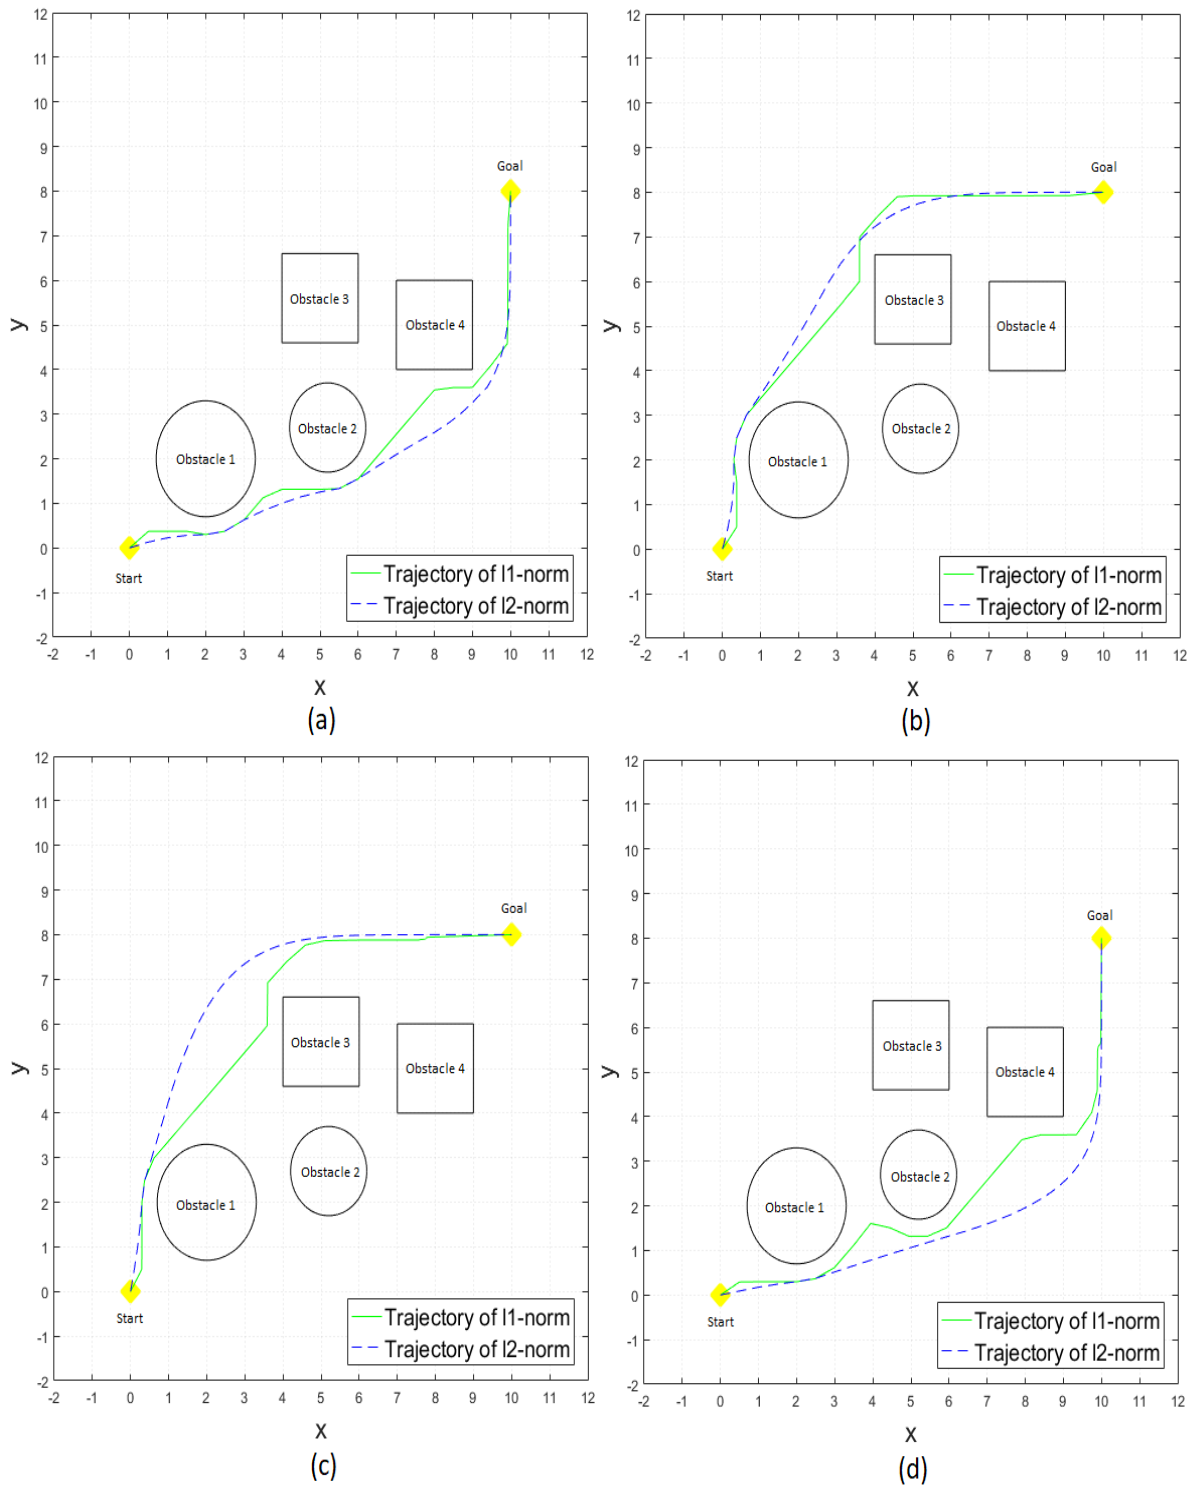 12
11
10
9
8
7
6
5
4
3
2
1
0
-1
-2
y
Goal
Obstacle 3
Obstacle 4
Obstacle 2
Obstacle 1
Start
Trajectory of l1-norm
Trajectory of l2-norm
-2 -1 0 1 2 3 4 5 6 7 8 9 10 11 12
x
(a)
12
11
10
9
8
7
6
5
4
3
2
1
0
-1
-2
y
Goal
Obstacle 3
Obstacle 4
Obstacle 2
Obstacle 1
Start
Trajectory of l1-norm
Trajectory of l2-norm
-2 -1 0 1 2 3 4 5 6 7 8 9 10 11 12
x
(b)
12
11
10
9
8
7
6
5
4
3
2
1
0
-1
-2
y
Goal
Obstacle 3
Obstacle 4
Obstacle 2
Obstacle 1
Start
Trajectory of l1-norm
Trajectory of l2-norm
-2 -1 0 1 2 3 4 5 6 7 8 9 10 11 12
x
(c)
12
11
10
9
8
7
6
5
4
3
2
1
0
-1
-2
y
Goal
Obstacle 3
Obstacle 4
Obstacle 2
Obstacle 1
Start
Trajectory of l1-norm
Trajectory of l2-norm
-2 -1 0 1 2 3 4 5 6 7 8 9 10 11 12
x
(d)